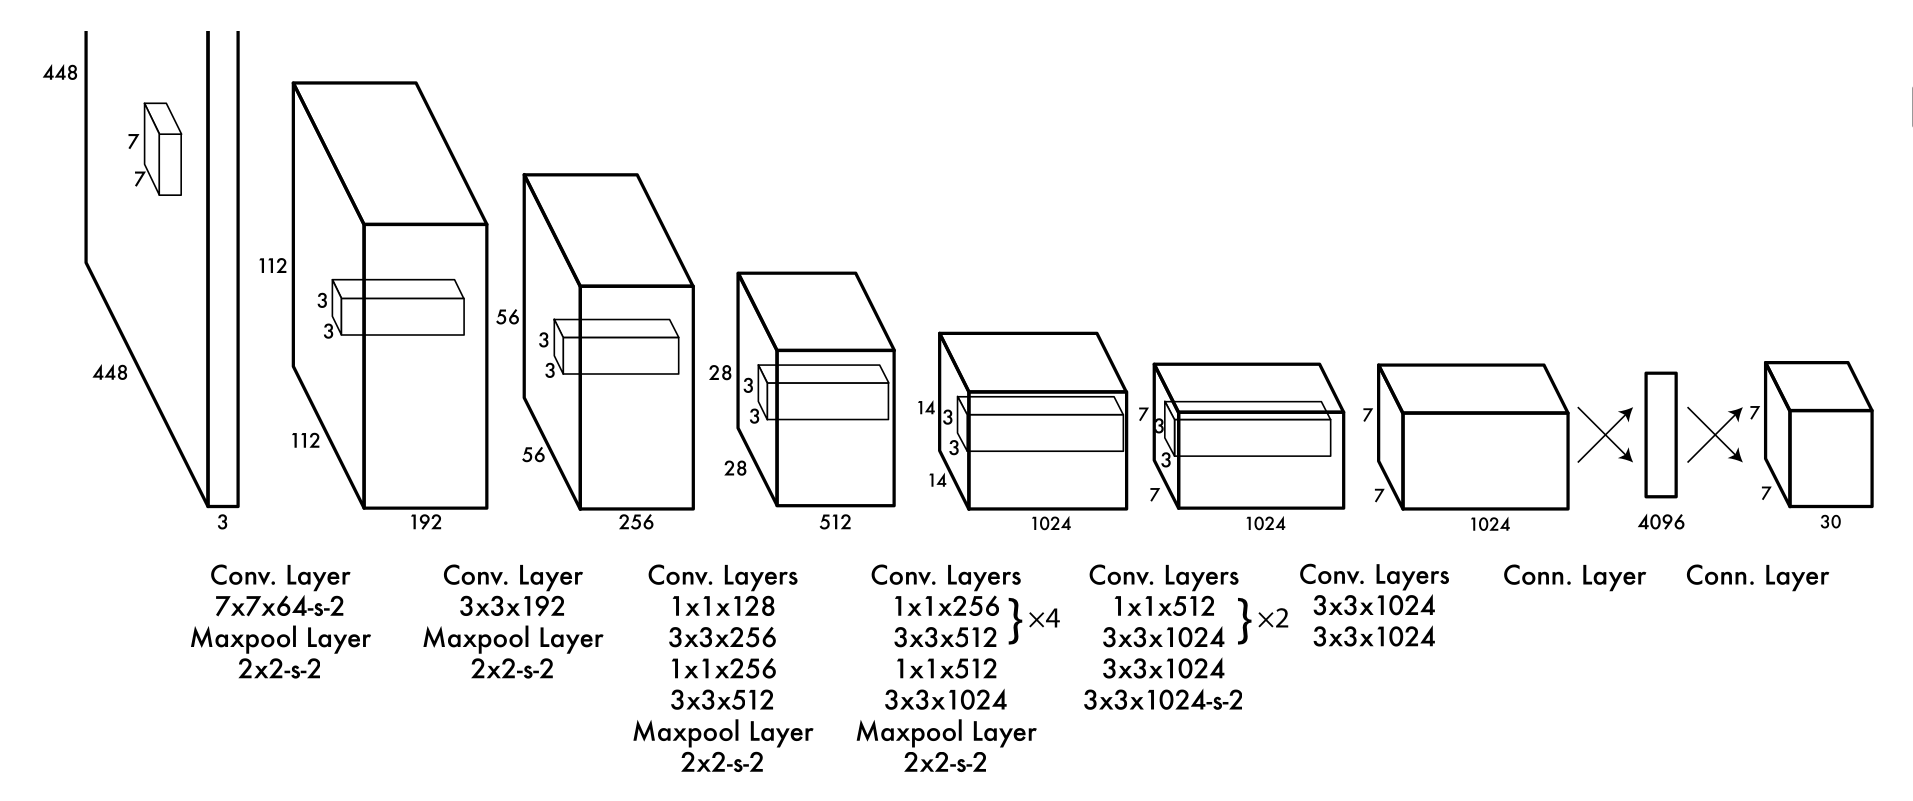 448
7
7
448
3
112
3
3
112
192
56
3
3
56
256
28
3
3
28
512
14
3
3
14
1024
7
3
3
7
1024
7
7
1024
4096
7
7
30
Conv. Layer
7x7x64-s-2
Maxpool Layer
2x2-s-2
Conv. Layer
3x3x192
Maxpool Layer
2x2-s-2
Conv. Layers
1x1x128
3x3x256
1x1x256
3x3x512
Maxpool Layer
2x2-s-2
Conv. Layers
1x1x256
3x3x512
} ×4
1x1x512
3x3x1024
Maxpool Layer
2x2-s-2
Conv. Layers
1x1x512
3x3x1024
} ×2
3x3x1024
3x3x1024-s-2
Conv. Layers
3x3x1024
3x3x1024
Conn. Layer
Conn. Layer